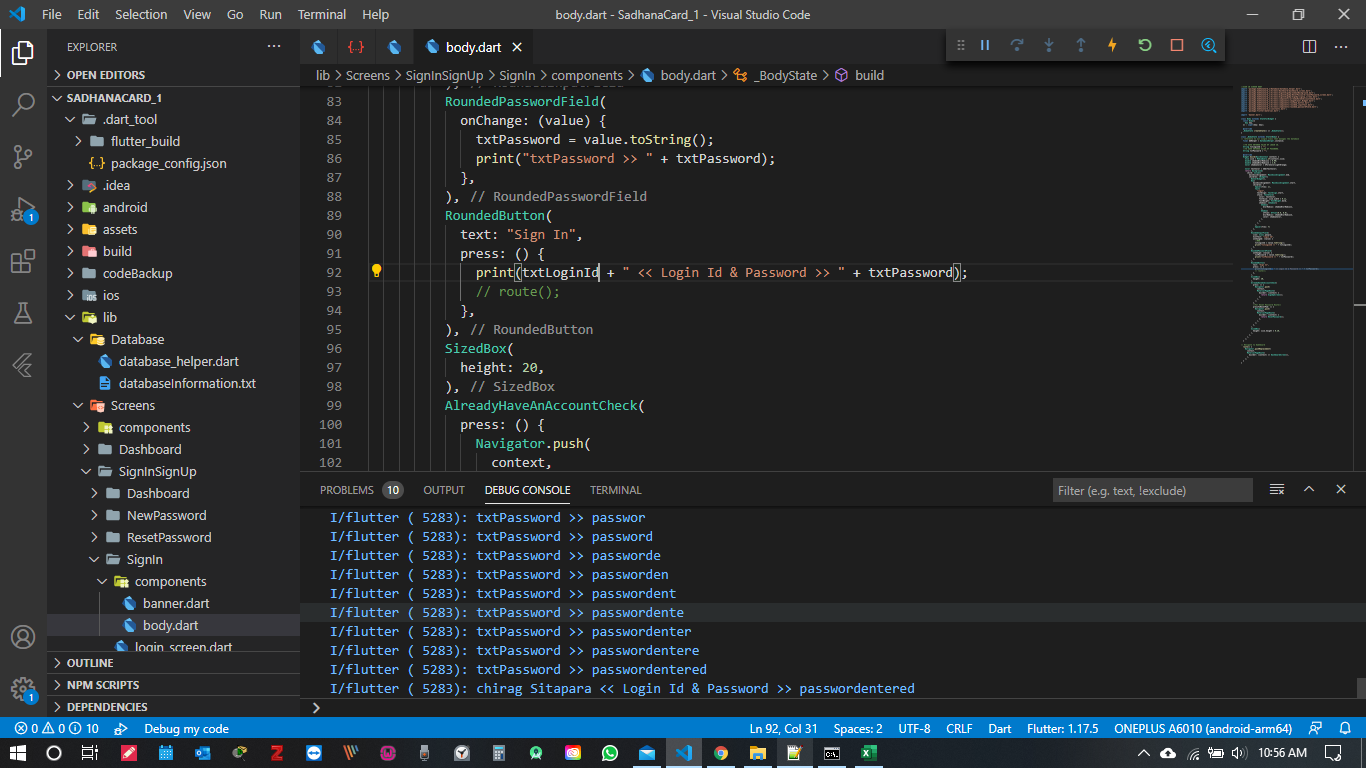 File Edit Selection View Go Run Terminal Help body.dart - SadhanaCard_1 - Visual Studio Code
EXPLORER ···
OPEN EDITORS
SADHANACARD_1
.dart_tool
flutter_build
{..} package_config.json
.idea
android
assets
build
codeBackup
ios
lib
Database
database_helper.dart
databaseInformation.txt
Screens
components
Dashboard
SignInSignUp
Dashboard
NewPassword
ResetPassword
SignIn
components
banner.dart
body.dart
login_screen.dart
OUTLINE
NPM SCRIPTS
DEPENDENCIES
1
1
body.dart
lib > Screens > SignInSignUp > SignIn > components > body.dart > _BodyState > build
83 RoundedPasswordField(
84 onChange: (value) {
85 txtPassword = value.toString();
86 print("txtPassword >> " + txtPassword);
87 },
88 ), // RoundedPasswordField
89 RoundedButton(
90 text: "Sign In",
91 press: () {
92 print(txtLoginId + " << Login Id & Password >> " + txtPassword);
93 // route();
94 },
95 ), // RoundedButton
96 SizedBox(
97 height: 20,
98 ), // SizedBox
99 AlreadyHaveAnAccountCheck(
100 press: () {
101 Navigator.push(
102 context,
PROBLEMS 10 OUTPUT DEBUG CONSOLE TERMINAL Filter (e.g. text, !exclude)
I/flutter ( 5283): txtPassword >> passwor
I/flutter ( 5283): txtPassword >> password
I/flutter ( 5283): txtPassword >> passworde
I/flutter ( 5283): txtPassword >> passworden
I/flutter ( 5283): txtPassword >> passwordent
I/flutter ( 5283): txtPassword >> passwordente
I/flutter ( 5283): txtPassword >> passwordenter
I/flutter ( 5283): txtPassword >> passwordentere
I/flutter ( 5283): txtPassword >> passwordentered
I/flutter ( 5283): chirag Sitapara << Login Id & Password >> passwordentered
0 0 10 Debug my code Ln 92, Col 31 Spaces: 2 UTF-8 CRLF Dart Flutter: 1.17.5 ONEPLUS A6010 (android-arm64)
10:56 AM